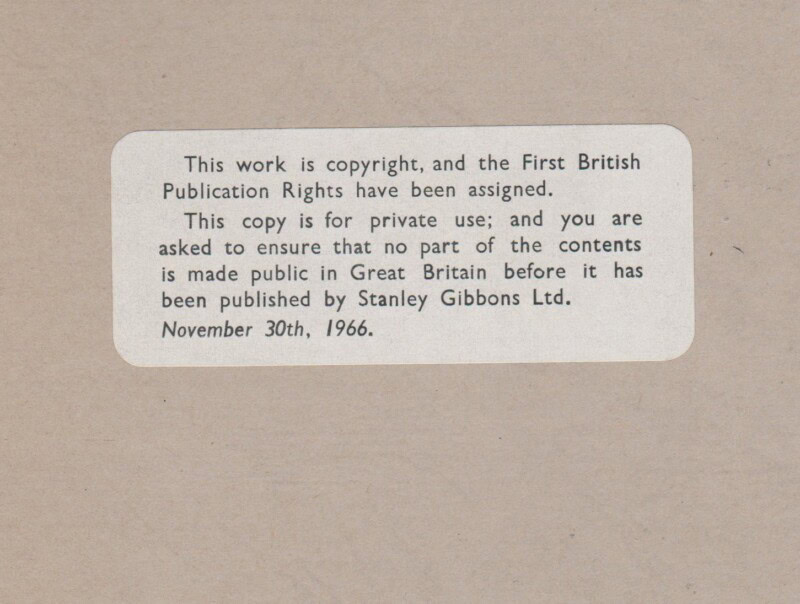 This work is copyright, and the First British
Publication Rights have been assigned.
This copy is for private use; and you are
asked to ensure that no part of the contents
is made public in Great Britain before it has
been published by Stanley Gibbons Ltd.
November 30th, 1966.